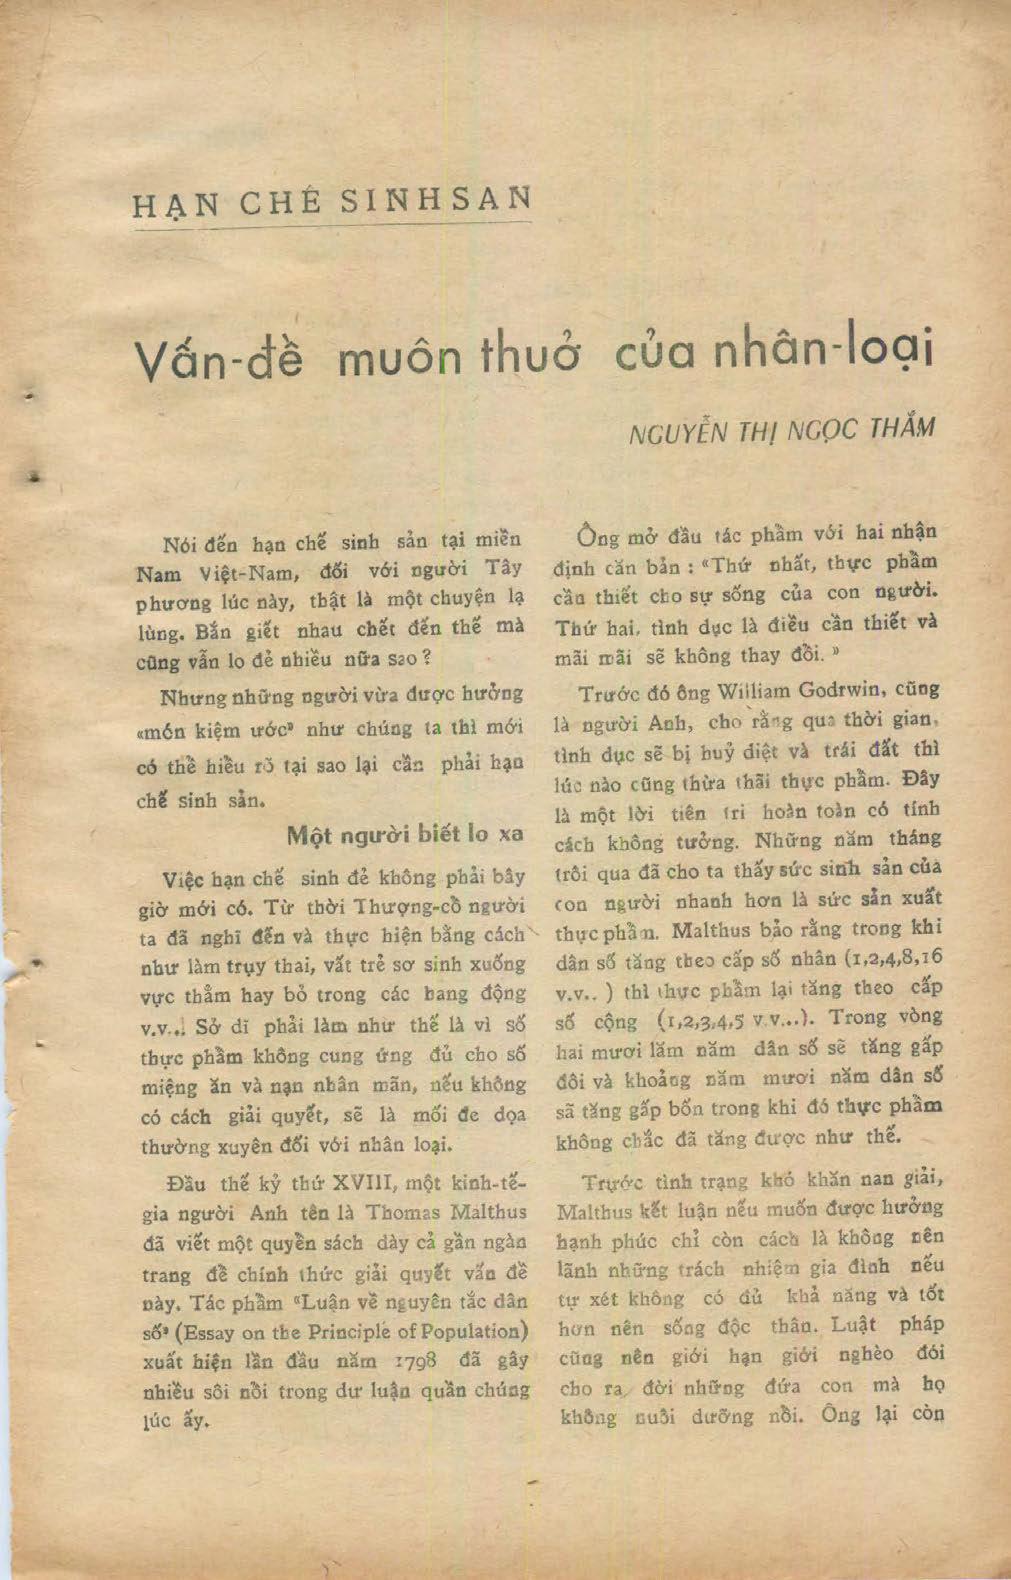 HẠN CHẾ SINH SẢN
Vấn-đề muôn thuở của nhân-loại
NGUYỄN THỊ NGỌC THẮM
Nói đến hạn chế sinh sản tại miền
Nam Việt-Nam, đối với người Tây
phương lúc này, thật là một chuyện lạ
lùng. Bắn giết nhau chết đến thế mà
cũng vẫn lo đẻ nhiều nữa sao ?
Nhưng những người vừa được hưởng
«món kiệm ước» như chúng ta thì mới
có thể hiểu rõ tại sao lại cần phải hạn
chế sinh sản.
Một người biết lo xa
Việc hạn chế sinh đẻ không phải bây
giờ mới có. Từ thời Thượng-cổ người
ta đã nghĩ đến và thực hiện bằng cách
như làm trụy thai, vất trẻ sơ sinh xuống
vực thẳm hay bỏ trong các hang động
v.v... Sở dĩ phải làm như thế là vì số
thực phẩm không cung ứng đủ cho số
miệng ăn và nạn nhân mãn, nếu không
có cách giải quyết, sẽ là mối đe dọa
thường xuyên đối với nhân loại.
Đầu thế kỷ thứ XVIII, một kinh-tế-
gia người Anh tên là Thomas Malthus
đã viết một quyển sách dày cả gần ngàn
trang để chính thức giải quyết vấn đề
này. Tác phẩm «Luận về nguyên tắc dân
số» (Essay on the Principle of Population)
xuất hiện lần đầu năm 1798 đã gây
nhiều sôi nổi trong dư luận quần chúng
lúc ấy.
Ông mở đầu tác phẩm với hai nhận
định căn bản : «Thứ nhất, thực phẩm
cần thiết cho sự sống của con người.
Thứ hai, tình dục là điều cần thiết và
mãi mãi sẽ không thay đổi. »
Trước đó ông William Godrwin, cũng
là người Anh, cho rằng qua thời gian,
tình dục sẽ bị huỷ diệt và trái đất thì
lúc nào cũng thừa thãi thực phẩm. Đây
là một lời tiên tri hoàn toàn có tính
cách không tưởng. Những năm tháng
trôi qua đã cho ta thấy sức sinh sản của
con người nhanh hơn là sức sản xuất
thực phẩm. Malthus bảo rằng trong khi
dân số tăng theo cấp số nhân (1,2,4,8,16
v.v.. ) thì thực phẩm lại tăng theo cấp
số cộng (1,2,3,4,5 v.v...). Trong vòng
hai mươi lăm năm dân số sẽ tăng gấp
đôi và khoảng năm mươi năm dân số
sã tăng gấp bốn trong khi đó thực phẩm
không chắc đã tăng được như thế.
Trước tình trạng khó khăn nan giải,
Malthus kết luận nếu muốn được hưởng
hạnh phúc chỉ còn cách là không nên
lãnh những trách nhiệm gia đình nếu
tự xét không có đủ khả năng và tốt
hơn nên sống độc thân. Luật pháp
cũng nên giới hạn giới nghèo đói
cho ra đời những đứa con mà họ
không nuôi dưỡng nổi. Ông lại còn